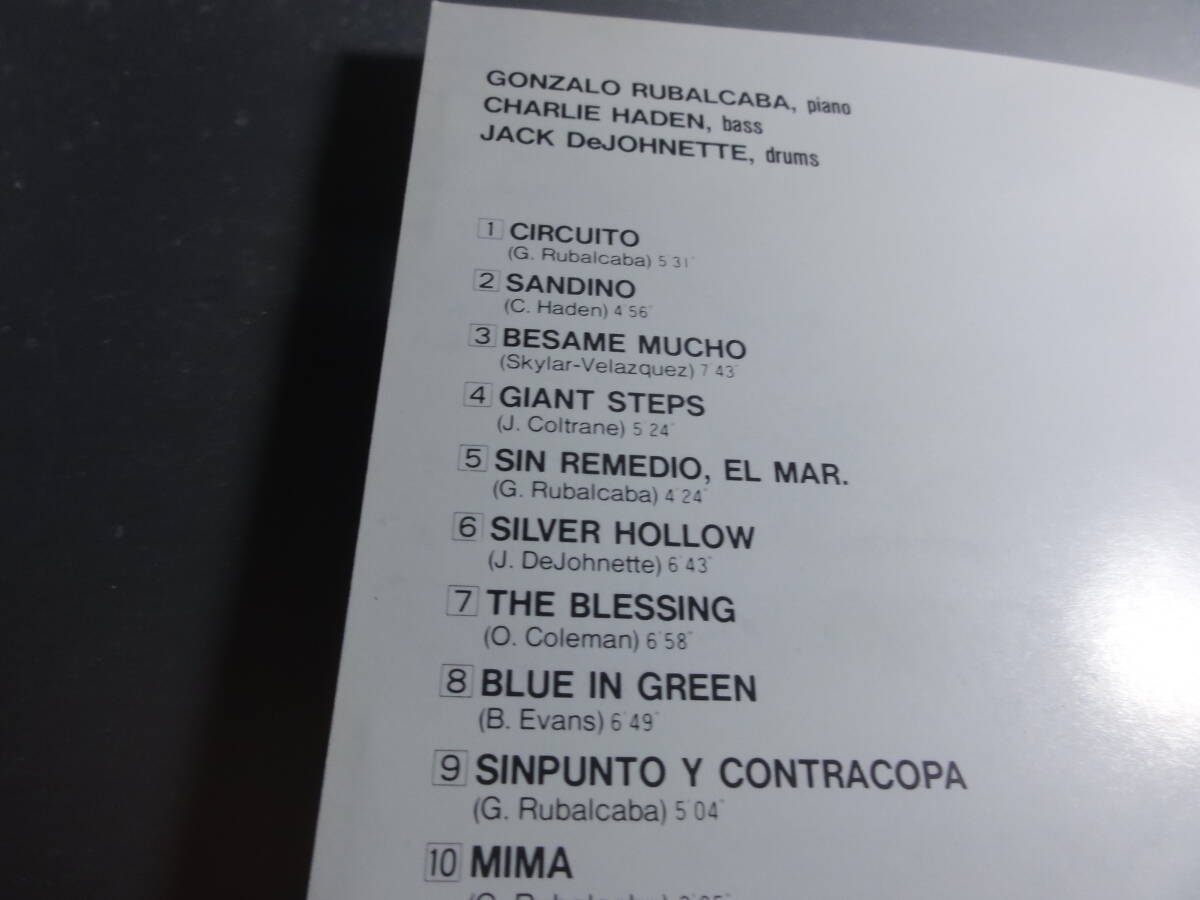 GONZALO RUBALCABA, piano
CHARLIE HADEN, bass
JACK DeJOHNETTE, drums
1 CIRCUITO
(G. Rubalcaba) 5'31"
2 SANDINO
(C. Haden) 4'56"
3 BESAME MUCHO
(Skylar-Velazquez) 7'43"
4 GIANT STEPS
(J. Coltrane) 5'24"
5 SIN REMEDIO, EL MAR.
(G. Rubalcaba) 4'24"
6 SILVER HOLLOW
(J. DeJohnette) 6'43"
7 THE BLESSING
(O. Coleman) 6'58"
8 BLUE IN GREEN
(B. Evans) 6'49"
9 SINPUNTO Y CONTRACOPA
(G. Rubalcaba) 5'04"
10 MIMA